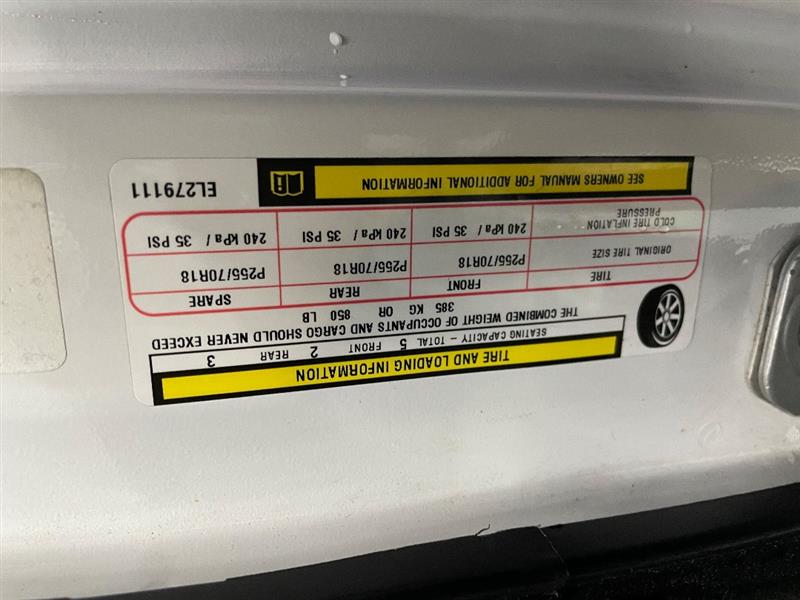 TIRE AND LOADING INFORMATION
SEATING CAPACITY - TOTAL 5 FRONT 2 REAR 3
THE COMBINED WEIGHT OF OCCUPANTS AND CARGO SHOULD NEVER EXCEED
385 KG OR 850 LB
TIRE FRONT REAR SPARE
ORIGINAL TIRE SIZE P255/70R18 P255/70R18 P255/70R18
COLD TIRE INFLATION PRESSURE 240 kPa / 35 PSI 240 kPa / 35 PSI 240 kPa / 35 PSI
SEE OWNERS MANUAL FOR ADDITIONAL INFORMATION EL279111